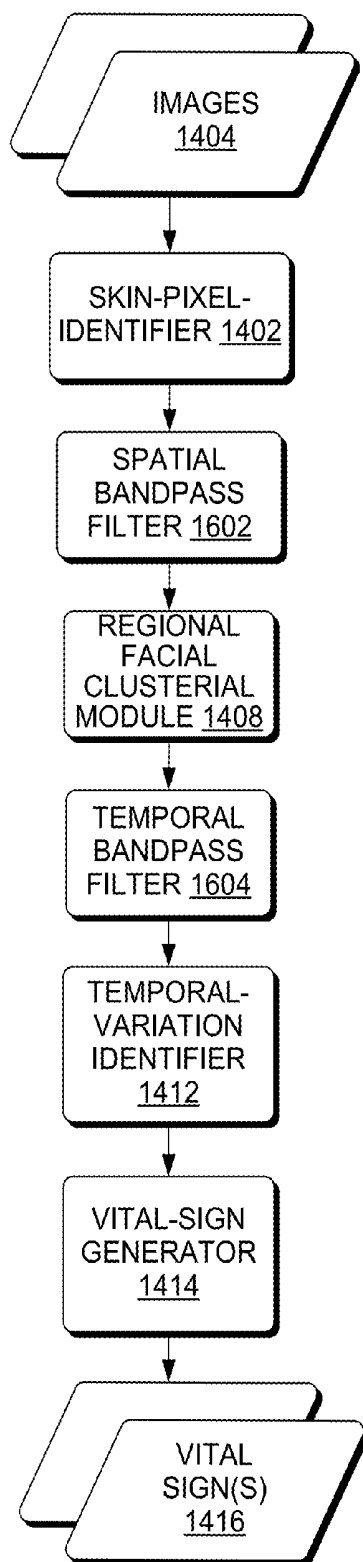 IMAGES
1404
SKIN-PIXEL-
IDENTIFIER 1402
SPATIAL
BANDPASS
FILTER 1602
REGIONAL
FACIAL
CLUSTERIAL
MODULE 1408
TEMPORAL
BANDPASS
FILTER 1604
TEMPORAL-
VARIATION
IDENTIFIER
1412
VITAL-SIGN
GENERATOR
1414
VITAL
SIGN(S)
1416